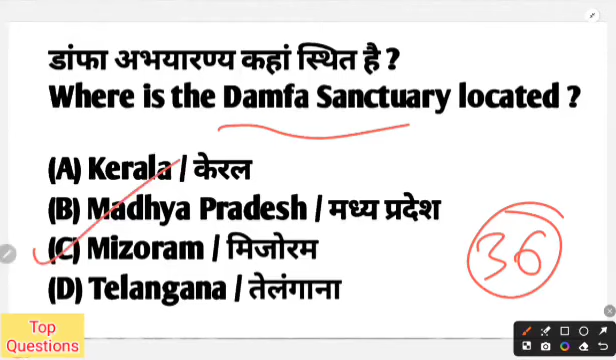 डांफा अभयारण्य कहां स्थित है ?
Where is the Damfa Sanctuary located ?
(A) Kerala / केरल
(B) Madhya Pradesh / मध्य प्रदेश
(C) Mizoram / मिजोरम
(D) Telangana / तेलंगाना
36
Top
Questions